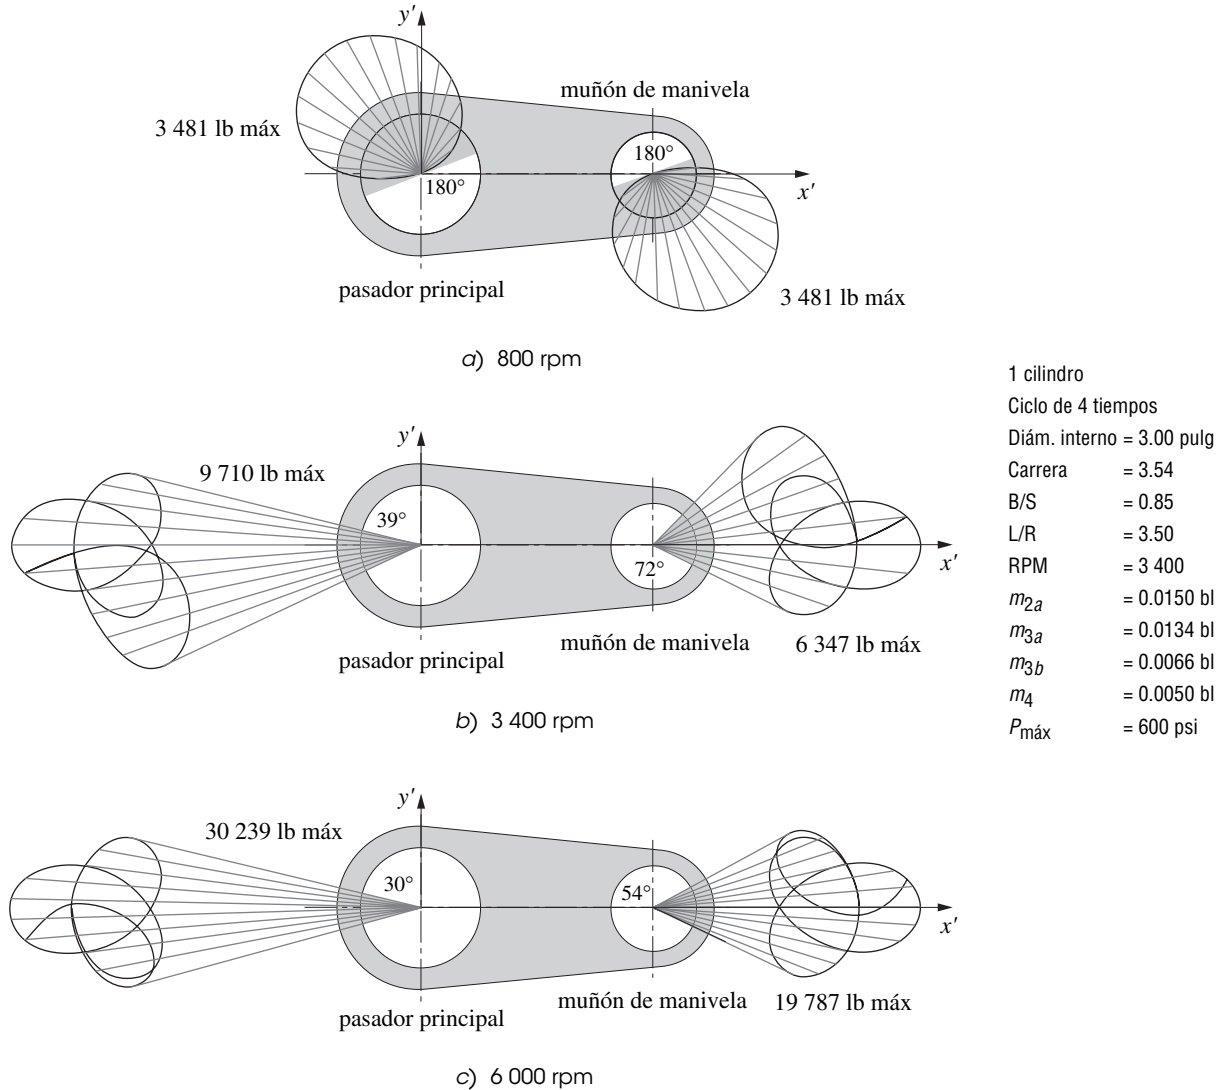 y′
muñón de manivela
3 481 lb máx
180°
180°
x′
pasador principal
3 481 lb máx
a) 800 rpm
y′
9 710 lb máx
39°
72°
x′
muñón de manivela
6 347 lb máx
pasador principal
b) 3 400 rpm
1 cilindro
Ciclo de 4 tiempos
Diám. interno = 3.00 pulg
Carrera = 3.54
B/S = 0.85
L/R = 3.50
RPM = 3 400
m2a = 0.0150 bl
m3a = 0.0134 bl
m3b = 0.0066 bl
m4 = 0.0050 bl
Pmáx = 600 psi
y′
30 239 lb máx
30°
54°
x′
muñón de manivela
19 787 lb máx
pasador principal
c) 6 000 rpm